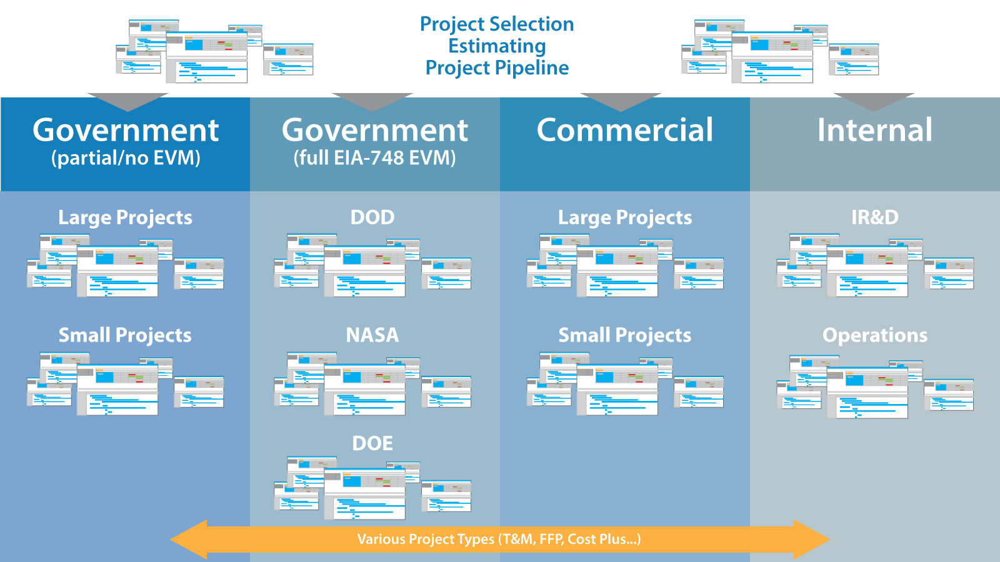 Project Selection
Estimating
Project Pipeline
Government
(partial/no EVM)
Government
(full EIA-748 EVM)
Commercial
Internal
Large Projects
DOD
Large Projects
IR&D
Small Projects
NASA
Small Projects
Operations
DOE
Various Project Types (T&M, FFP, Cost Plus...)